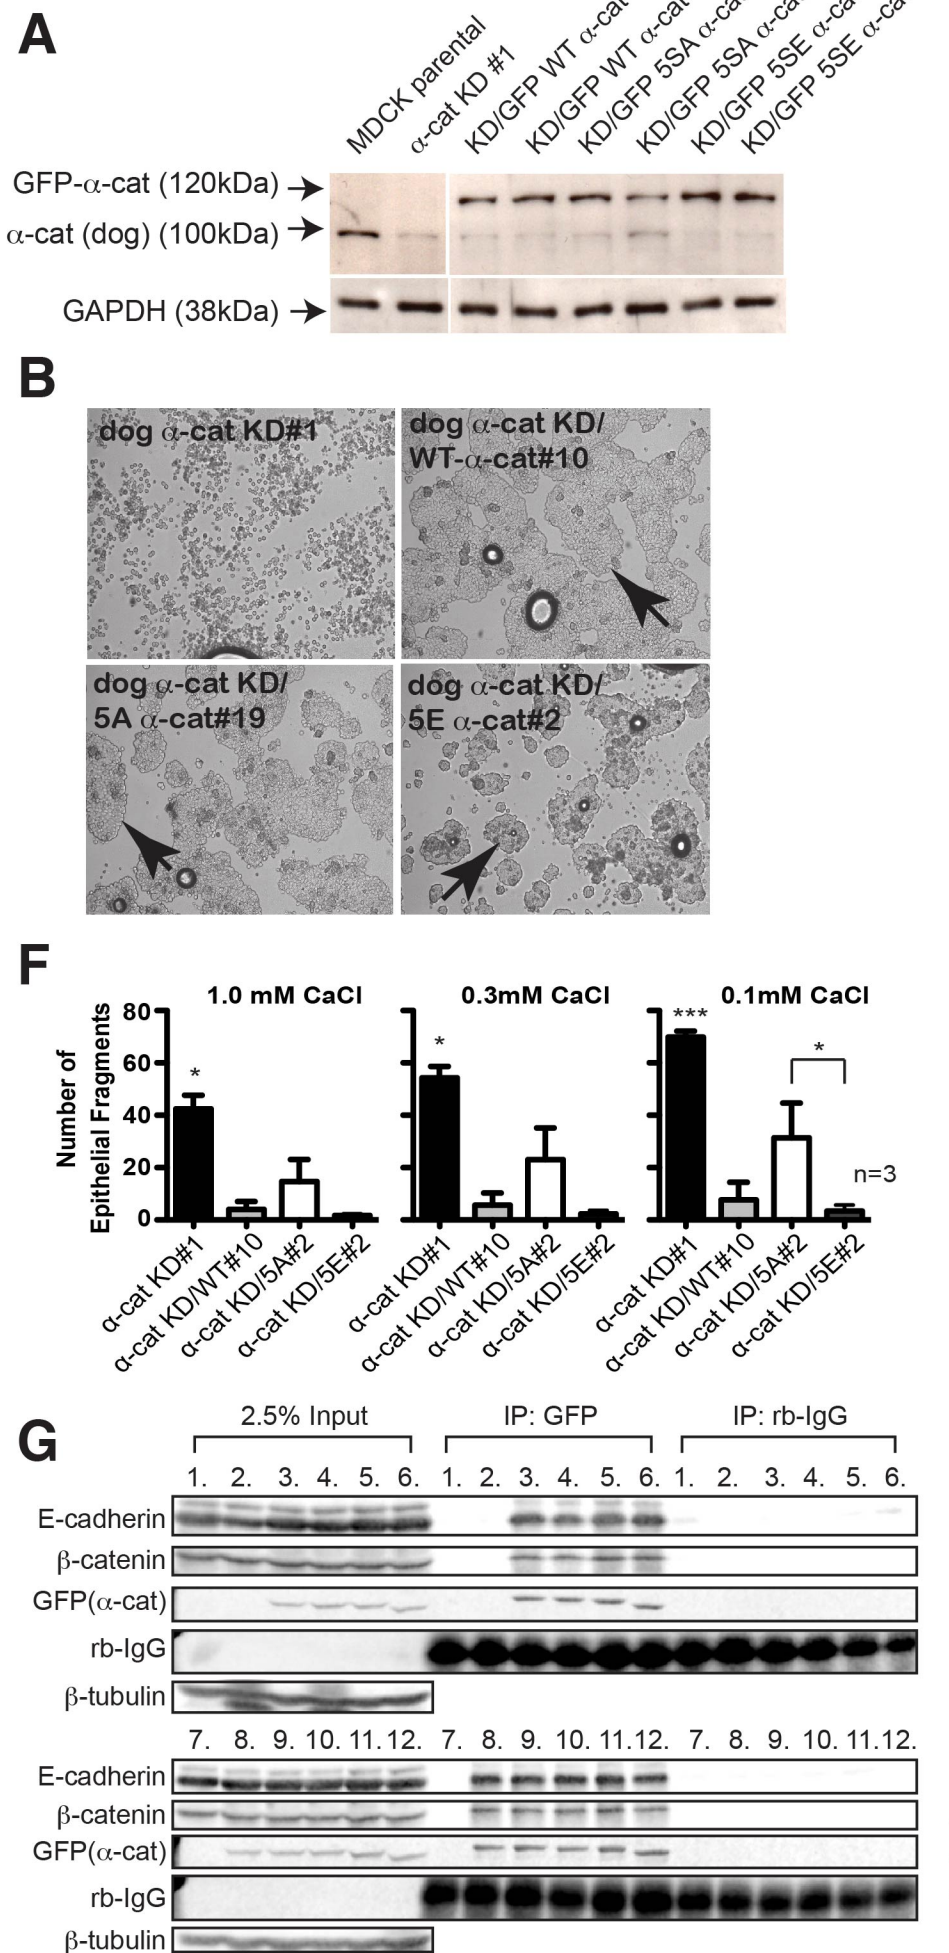 A
MDCK parental
α-cat KD #1
KD/GFP WT α-cat
KD/GFP WT α-cat
KD/GFP 5SA α-cat
KD/GFP 5SA α-cat
KD/GFP 5SE α-cat
KD/GFP 5SE α-cat
GFP-α-cat (120kDa)
α-cat (dog) (100kDa)
GAPDH (38kDa)
B
dog α-cat KD#1
dog α-cat KD/
WT-α-cat#10
dog α-cat KD/
5A α-cat#19
dog α-cat KD/
5E α-cat#2
F
1.0 mM CaCl
0.3mM CaCl
0.1mM CaCl
Number of
Epithelial Fragments
80
60
40
20
0
*
*
***
*
n=3
α-cat KD#1
α-cat KD/WT#10
α-cat KD/5A#2
α-cat KD/5E#2
α-cat KD#1
α-cat KD/WT#10
α-cat KD/5A#2
α-cat KD/5E#2
α-cat KD#1
α-cat KD/WT#10
α-cat KD/5A#2
α-cat KD/5E#2
G
2.5% Input IP: GFP IP: rb-IgG
1. 2. 3. 4. 5. 6. 1. 2. 3. 4. 5. 6. 1. 2. 3. 4. 5. 6.
E-cadherin
β-catenin
GFP(α-cat)
rb-IgG
β-tubulin
7. 8. 9. 10. 11. 12. 7. 8. 9. 10. 11. 12. 7. 8. 9. 10. 11. 12.
E-cadherin
β-catenin
GFP(α-cat)
rb-IgG
β-tubulin